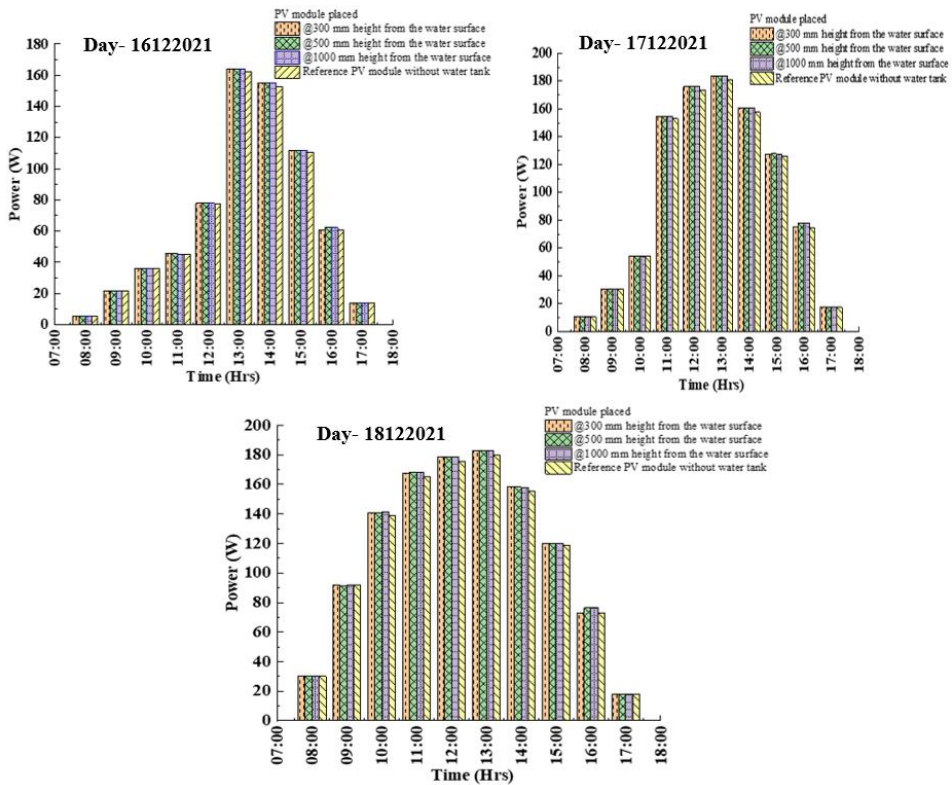 PV module placed
@300 mm height from the water surface
@500 mm height from the water surface
@1000 mm height from the water surface
Reference PV module without water tank
Day- 16122021
Power (W)
180
160
140
120
100
80
60
40
20
0
07:00
08:00
09:00
10:00
11:00
12:00
13:00
14:00
15:00
16:00
17:00
18:00
Time (Hrs)
PV module placed
@300 mm height from the water surface
@500 mm height from the water surface
@1000 mm height from the water surface
Reference PV module without water tank
Day- 17122021
Power (W)
200
180
160
140
120
100
80
60
40
20
0
07:00
08:00
09:00
10:00
11:00
12:00
13:00
14:00
15:00
16:00
17:00
18:00
Time (Hrs)
PV module placed
@300 mm height from the water surface
@500 mm height from the water surface
@1000 mm height from the water surface
Reference PV module without water tank
Day- 18122021
Power (W)
200
180
160
140
120
100
80
60
40
20
0
07:00
08:00
09:00
10:00
11:00
12:00
13:00
14:00
15:00
16:00
17:00
18:00
Time (Hrs)